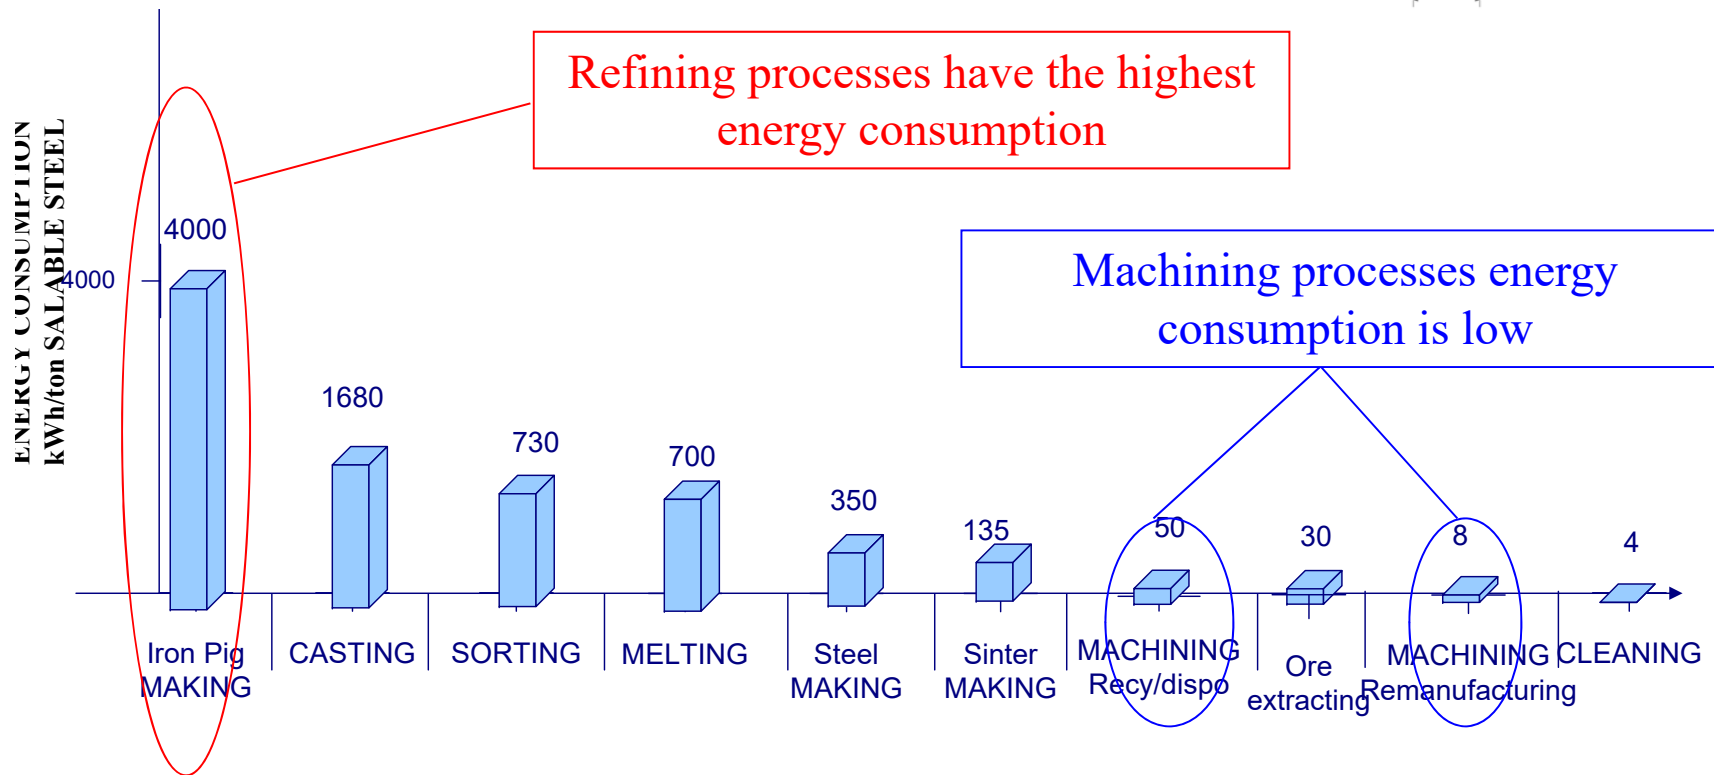 Refining processes have the highest
energy consumption
ENERGY CONSUMPTION
kWh/ton SALABLE STEEL
4000
4000
Machining processes energy
consumption is low
1680
730
700
350
135
50
30
8
4
Iron Pig
MAKING
CASTING
SORTING
MELTING
Steel
MAKING
Sinter
MAKING
MACHINING
Recy/dispo
Ore
extracting
MACHINING
Remanufacturing
CLEANING